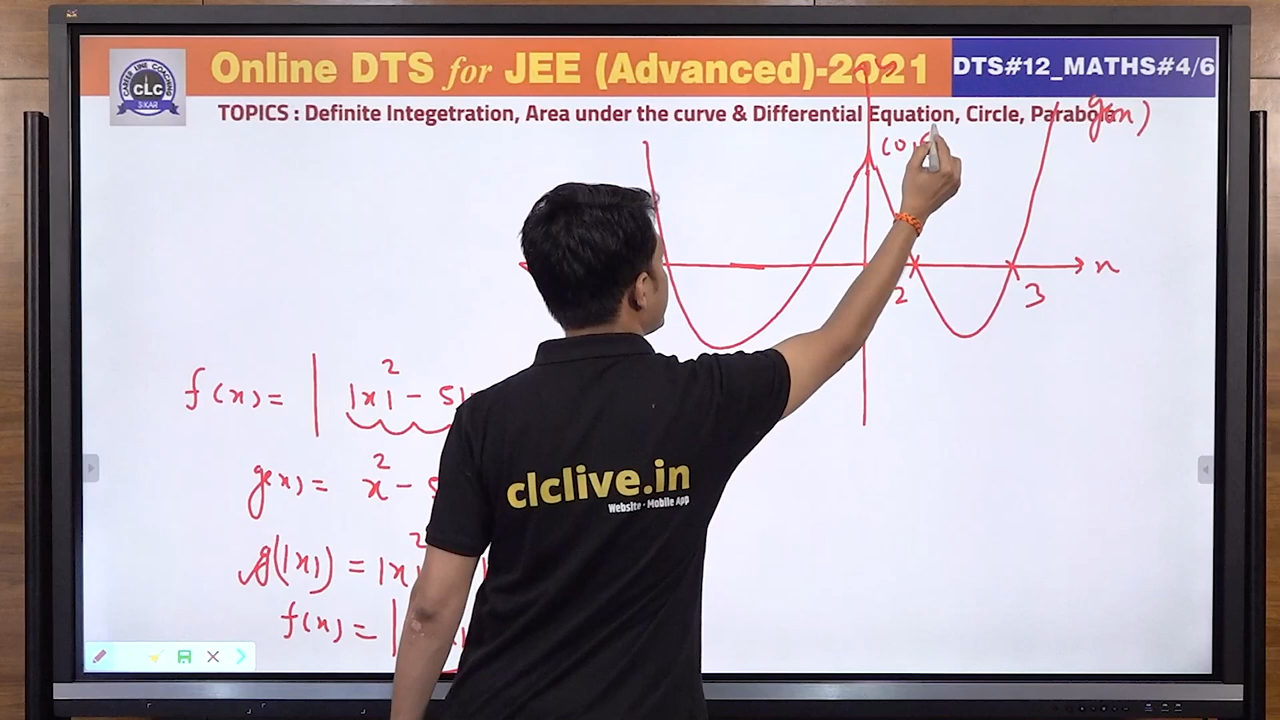 Online DTS for JEE (Advanced)-2021
DTS#12_MATHS#4/6
CAREER LINE COACHING
CLC
SIKAR
TOPICS : Definite Integetration, Area under the curve & Differential Equation, Circle, Parabola
g(x)
(0,
x
2
3
f(x) = | |x|² - 5|
g(x) = x² - 5
g(|x|) = |x|²
f(x) = |
clclive.in
Website · Mobile App